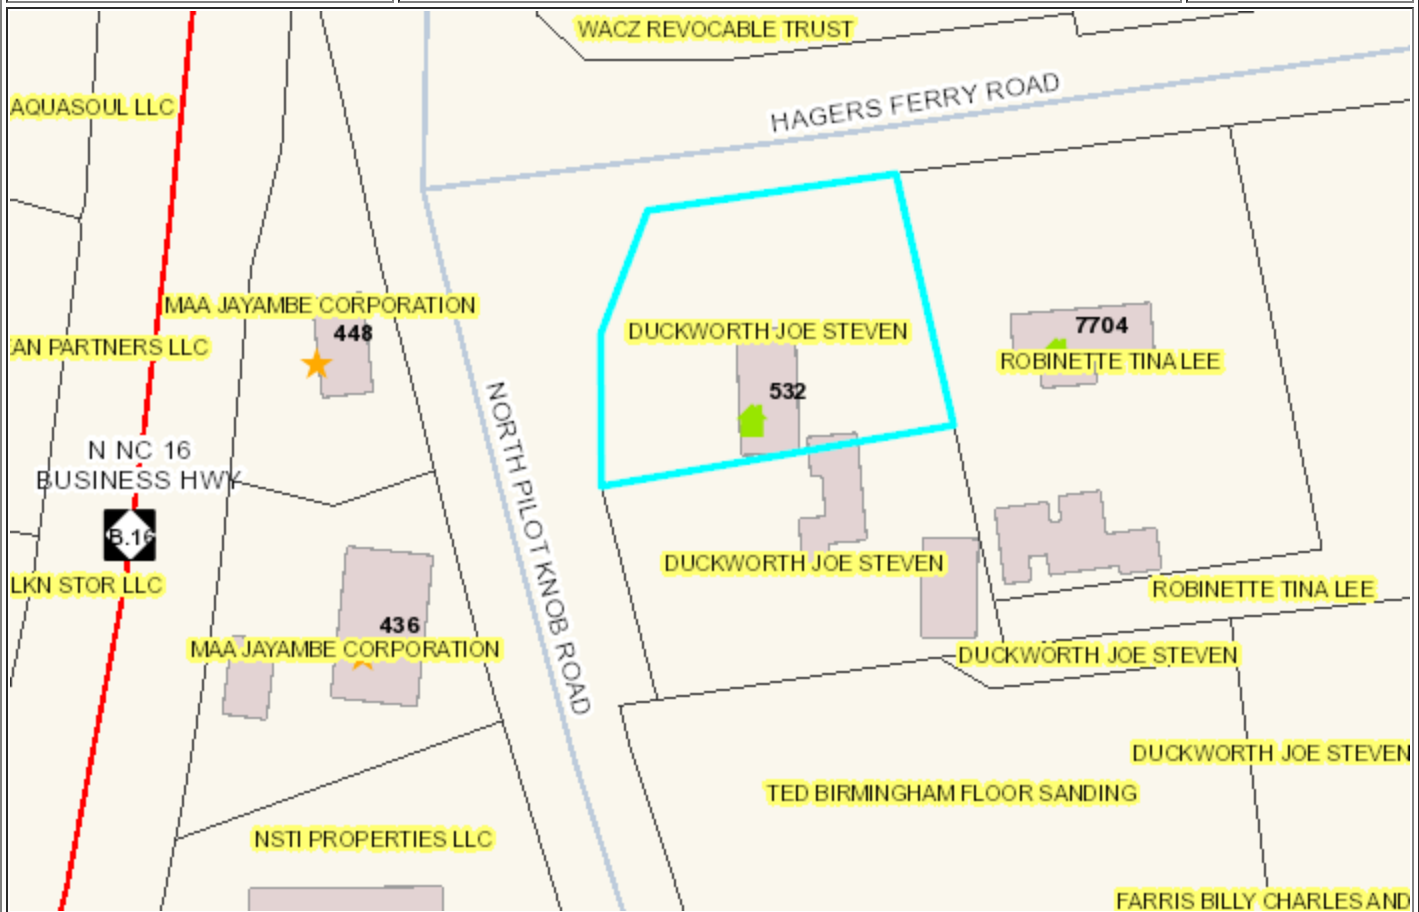 WACZ REVOCABLE TRUST
HAGERS FERRY ROAD
AQUASOUL LLC
MAA JAYAMBE CORPORATION
448
DUCKWORTH JOE STEVEN
7704
AN PARTNERS LLC
ROBINETTE TINA LEE
532
N NC 16
BUSINESS HWY
NORTH PILOT KNOB ROAD
B.16
DUCKWORTH JOE STEVEN
LKN STOR LLC
ROBINETTE TINA LEE
436
MAA JAYAMBE CORPORATION
DUCKWORTH JOE STEVEN
DUCKWORTH JOE STEVEN
TED BIRMINGHAM FLOOR SANDING
NSTI PROPERTIES LLC
FARRIS BILLY CHARLES AND